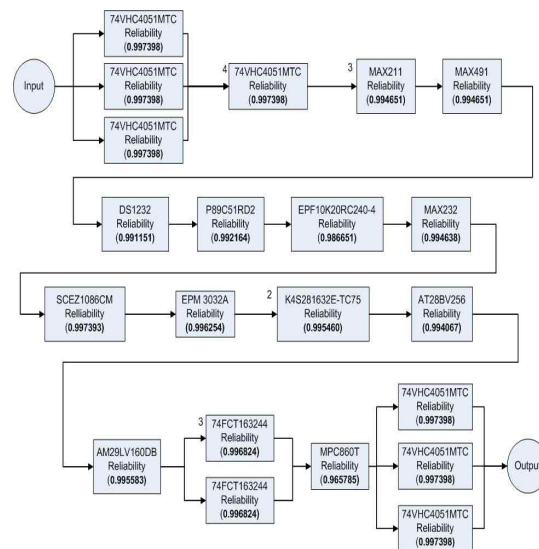 74VHC4051MTC
Reliability
(0.997398)
Input
74VHC4051MTC
Reliability
(0.997398)
74VHC4051MTC
Reliability
(0.997398)
4
74VHC4051MTC
Reliability
(0.997398)
3
MAX211
Reliability
(0.994651)
MAX491
Reliability
(0.994651)
DS1232
Reliability
(0.991151)
P89C51RD2
Reliability
(0.992164)
EPF10K20RC240-4
Reliability
(0.986651)
MAX232
Reliability
(0.994638)
SCEZ1086CM
Relliability
(0.997393)
EPM 3032A
Reliability
(0.996254)
2
K4S281632E-TC75
Reliability
(0.995460)
AT28BV256
Reliability
(0.994067)
AM29LV160DB
Reliability
(0.995583)
3
74FCT163244
Reliability
(0.996824)
74FCT163244
Reliability
(0.996824)
MPC860T
Reliability
(0.965785)
74VHC4051MTC
Reliability
(0.997398)
74VHC4051MTC
Reliability
(0.997398)
74VHC4051MTC
Reliability
(0.997398)
Output